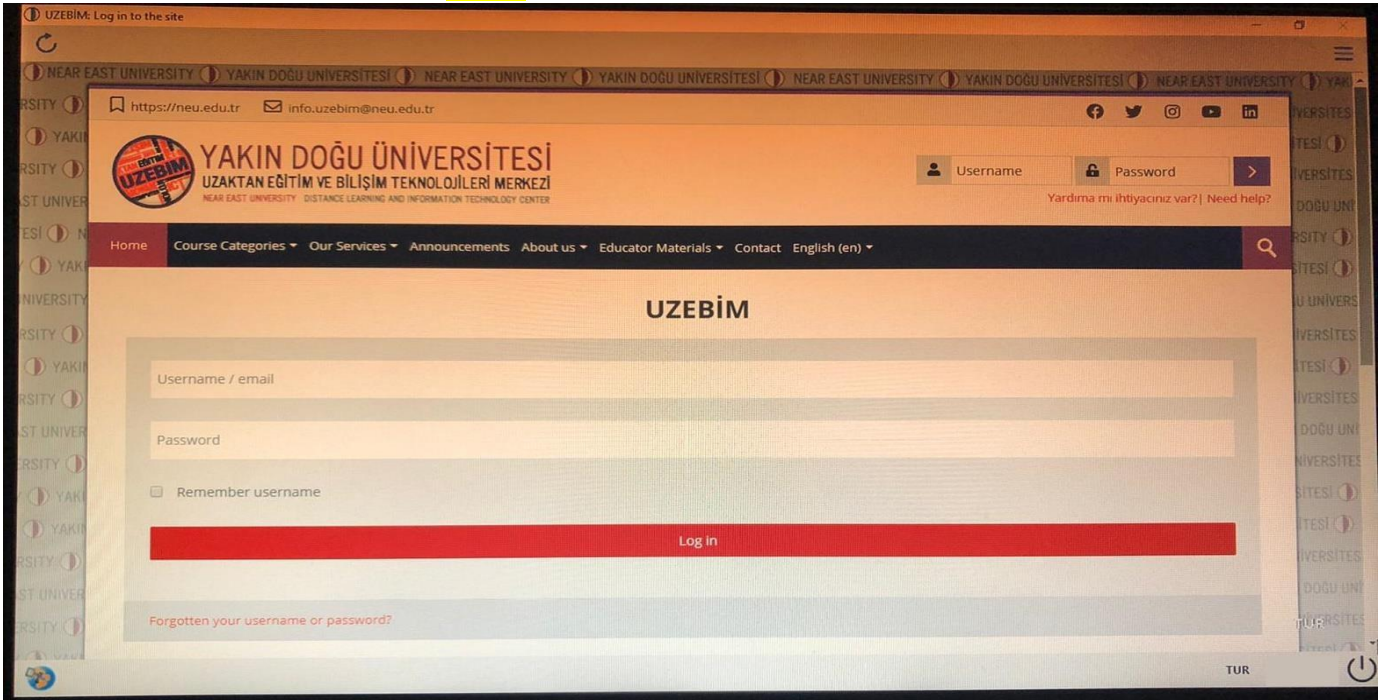 UZEBİM: Log in to the site
NEAR EAST UNIVERSITY YAKIN DOĞU ÜNİVERSİTESİ NEAR EAST UNIVERSITY YAKIN DOĞU ÜNİVERSİTESİ NEAR EAST UNIVERSITY YAKIN DOĞU ÜNİVERSİTESİ NEAR EAST UNIVERSITY
https://neu.edu.tr info.uzebim@neu.edu.tr
UZEBİM
YAKIN DOĞU ÜNİVERSİTESİ
UZAKTAN EĞİTİM VE BİLİŞİM TEKNOLOJİLERİ MERKEZİ
NEAR EAST UNIVERSITY DISTANCE LEARNING AND INFORMATION TECHNOLOGY CENTER
Username Password
Yardıma mı ihtiyacınız var?| Need help?
Home Course Categories Our Services Announcements About us Educator Materials Contact English (en)
UZEBİM
Username / email
Password
Remember username
Log in
Forgotten your username or password?
TUR
TUR